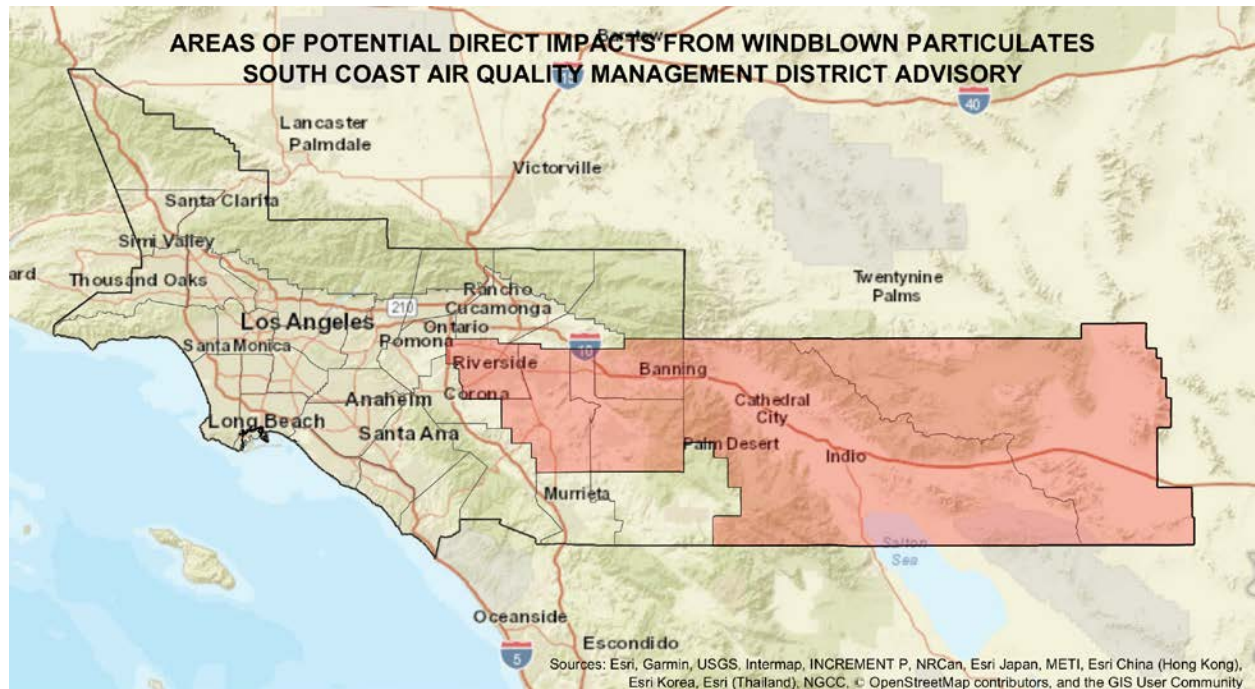 AREAS OF POTENTIAL DIRECT IMPACTS FROM WINDBLOWN PARTICULATES
Barstow
SOUTH COAST AIR QUALITY MANAGEMENT DISTRICT ADVISORY
15
40
Lancaster
Palmdale
Victorville
Santa Clarita
Simi Valley
ard
Thousand Oaks
Twentynine
Palms
Rancho
Cucamonga
210
Los Angeles
Ontario
Pomona
Santa Monica
10
Riverside
Banning
Corona
Anaheim
Cathedral
City
Long Beach
Santa Ana
Palm Desert
Indio
Murrieta
Salton
Sea
Oceanside
Escondido
5
Sources: Esri, Garmin, USGS, Intermap, INCREMENT P, NRCan, Esri Japan, METI, Esri China (Hong Kong),
Esri Korea, Esri (Thailand), NGCC, © OpenStreetMap contributors, and the GIS User Community